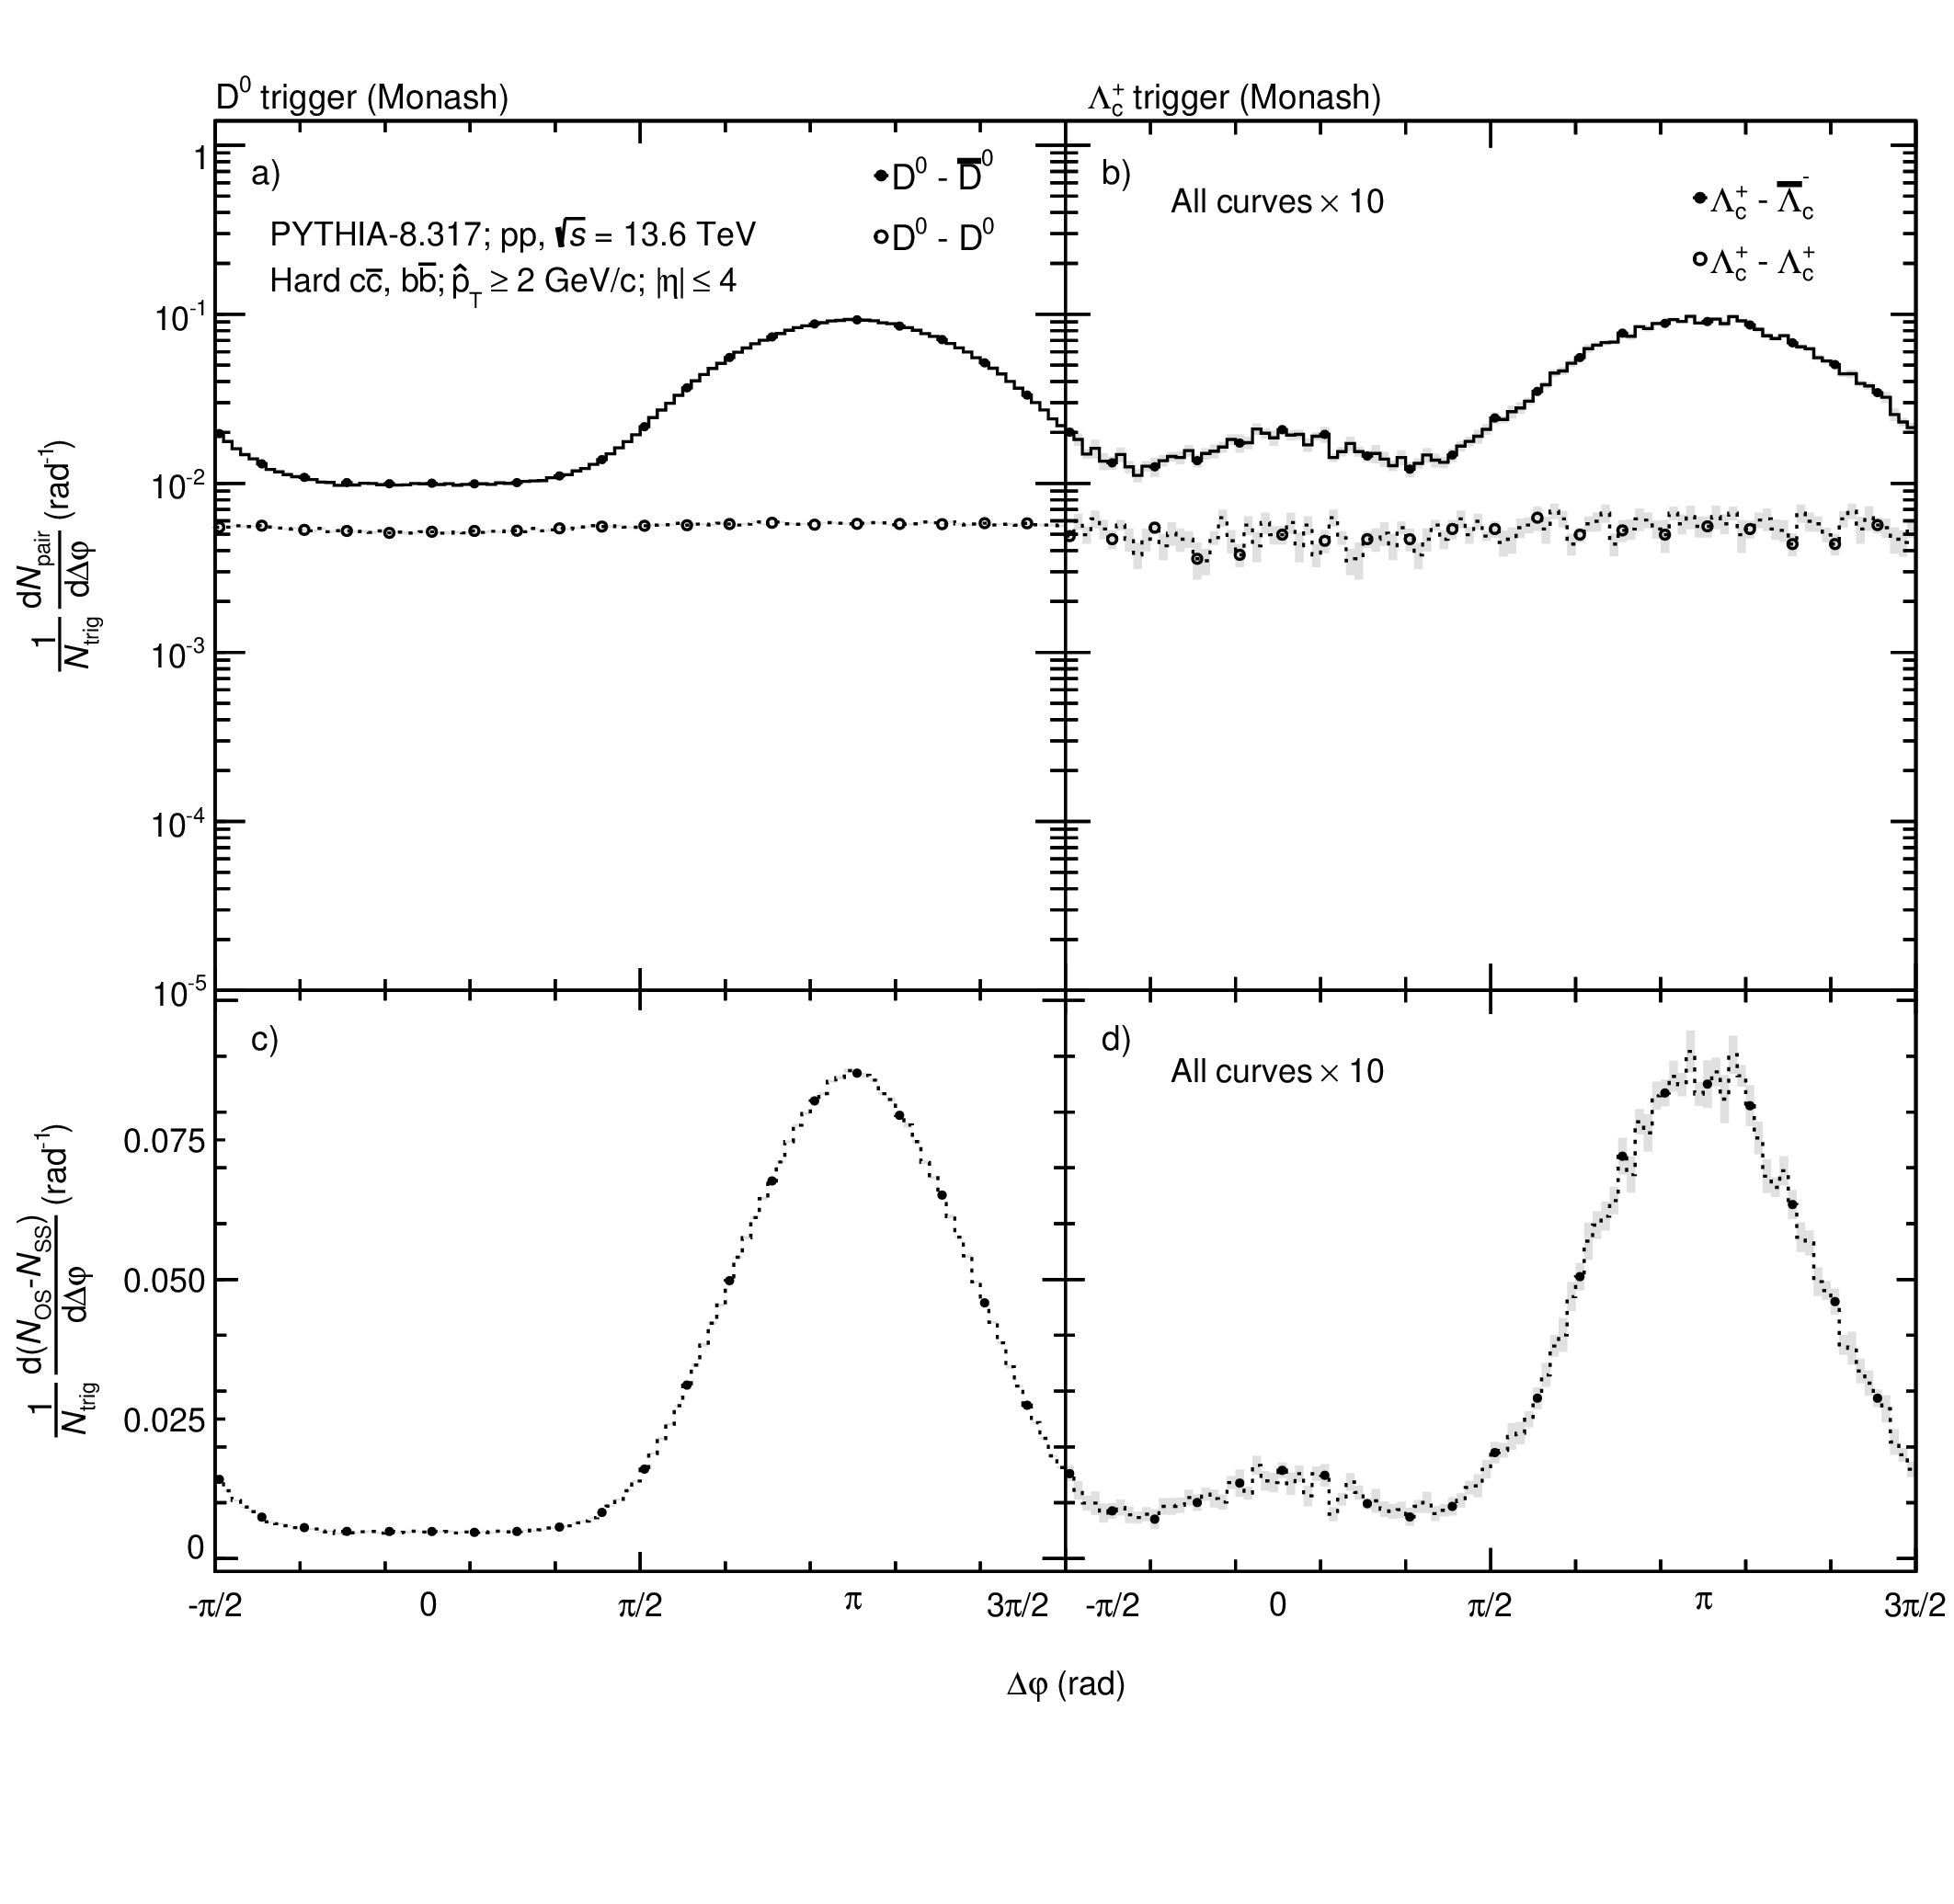 D⁰ trigger (Monash)
Λc⁺ trigger (Monash)
a)
D⁰ - D̅⁰
D⁰ - D⁰
PYTHIA-8.317; pp, √s = 13.6 TeV
Hard cc̅, bb̅; p̂T ≥ 2 GeV/c; |η| ≤ 4
b)
All curves × 10
Λc⁺ - Λ̅c⁻
Λc⁺ - Λc⁺
1
10⁻¹
10⁻²
10⁻³
10⁻⁴
10⁻⁵
1/Ntrig dNpair/dΔφ (rad⁻¹)
c)
d)
All curves × 10
0.075
0.050
0.025
0
1/Ntrig d(NOS-NSS)/dΔφ (rad⁻¹)
-π/2 0 π/2 π 3π/2 -π/2 0 π/2 π 3π/2
Δφ (rad)